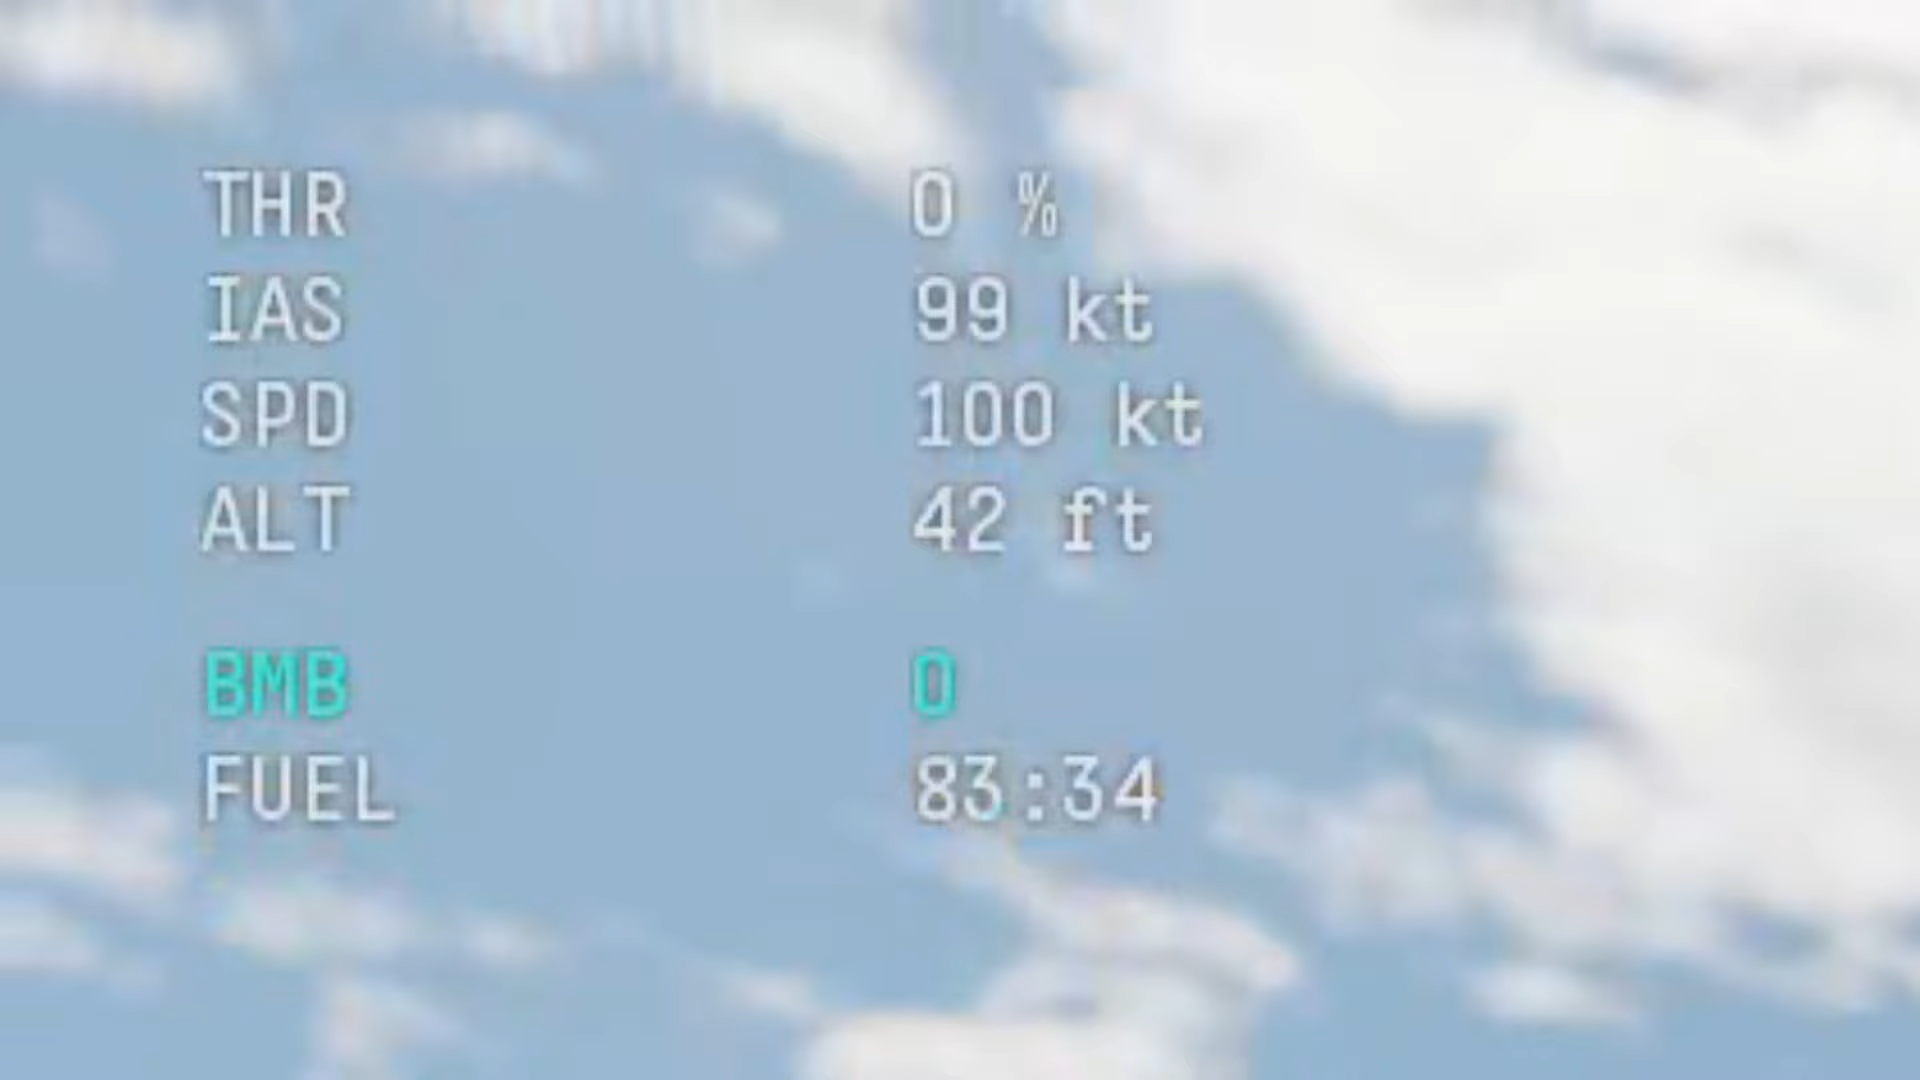 THR 0 %
IAS 99 kt
SPD 100 kt
ALT 42 ft
BMB 0
FUEL 83:34